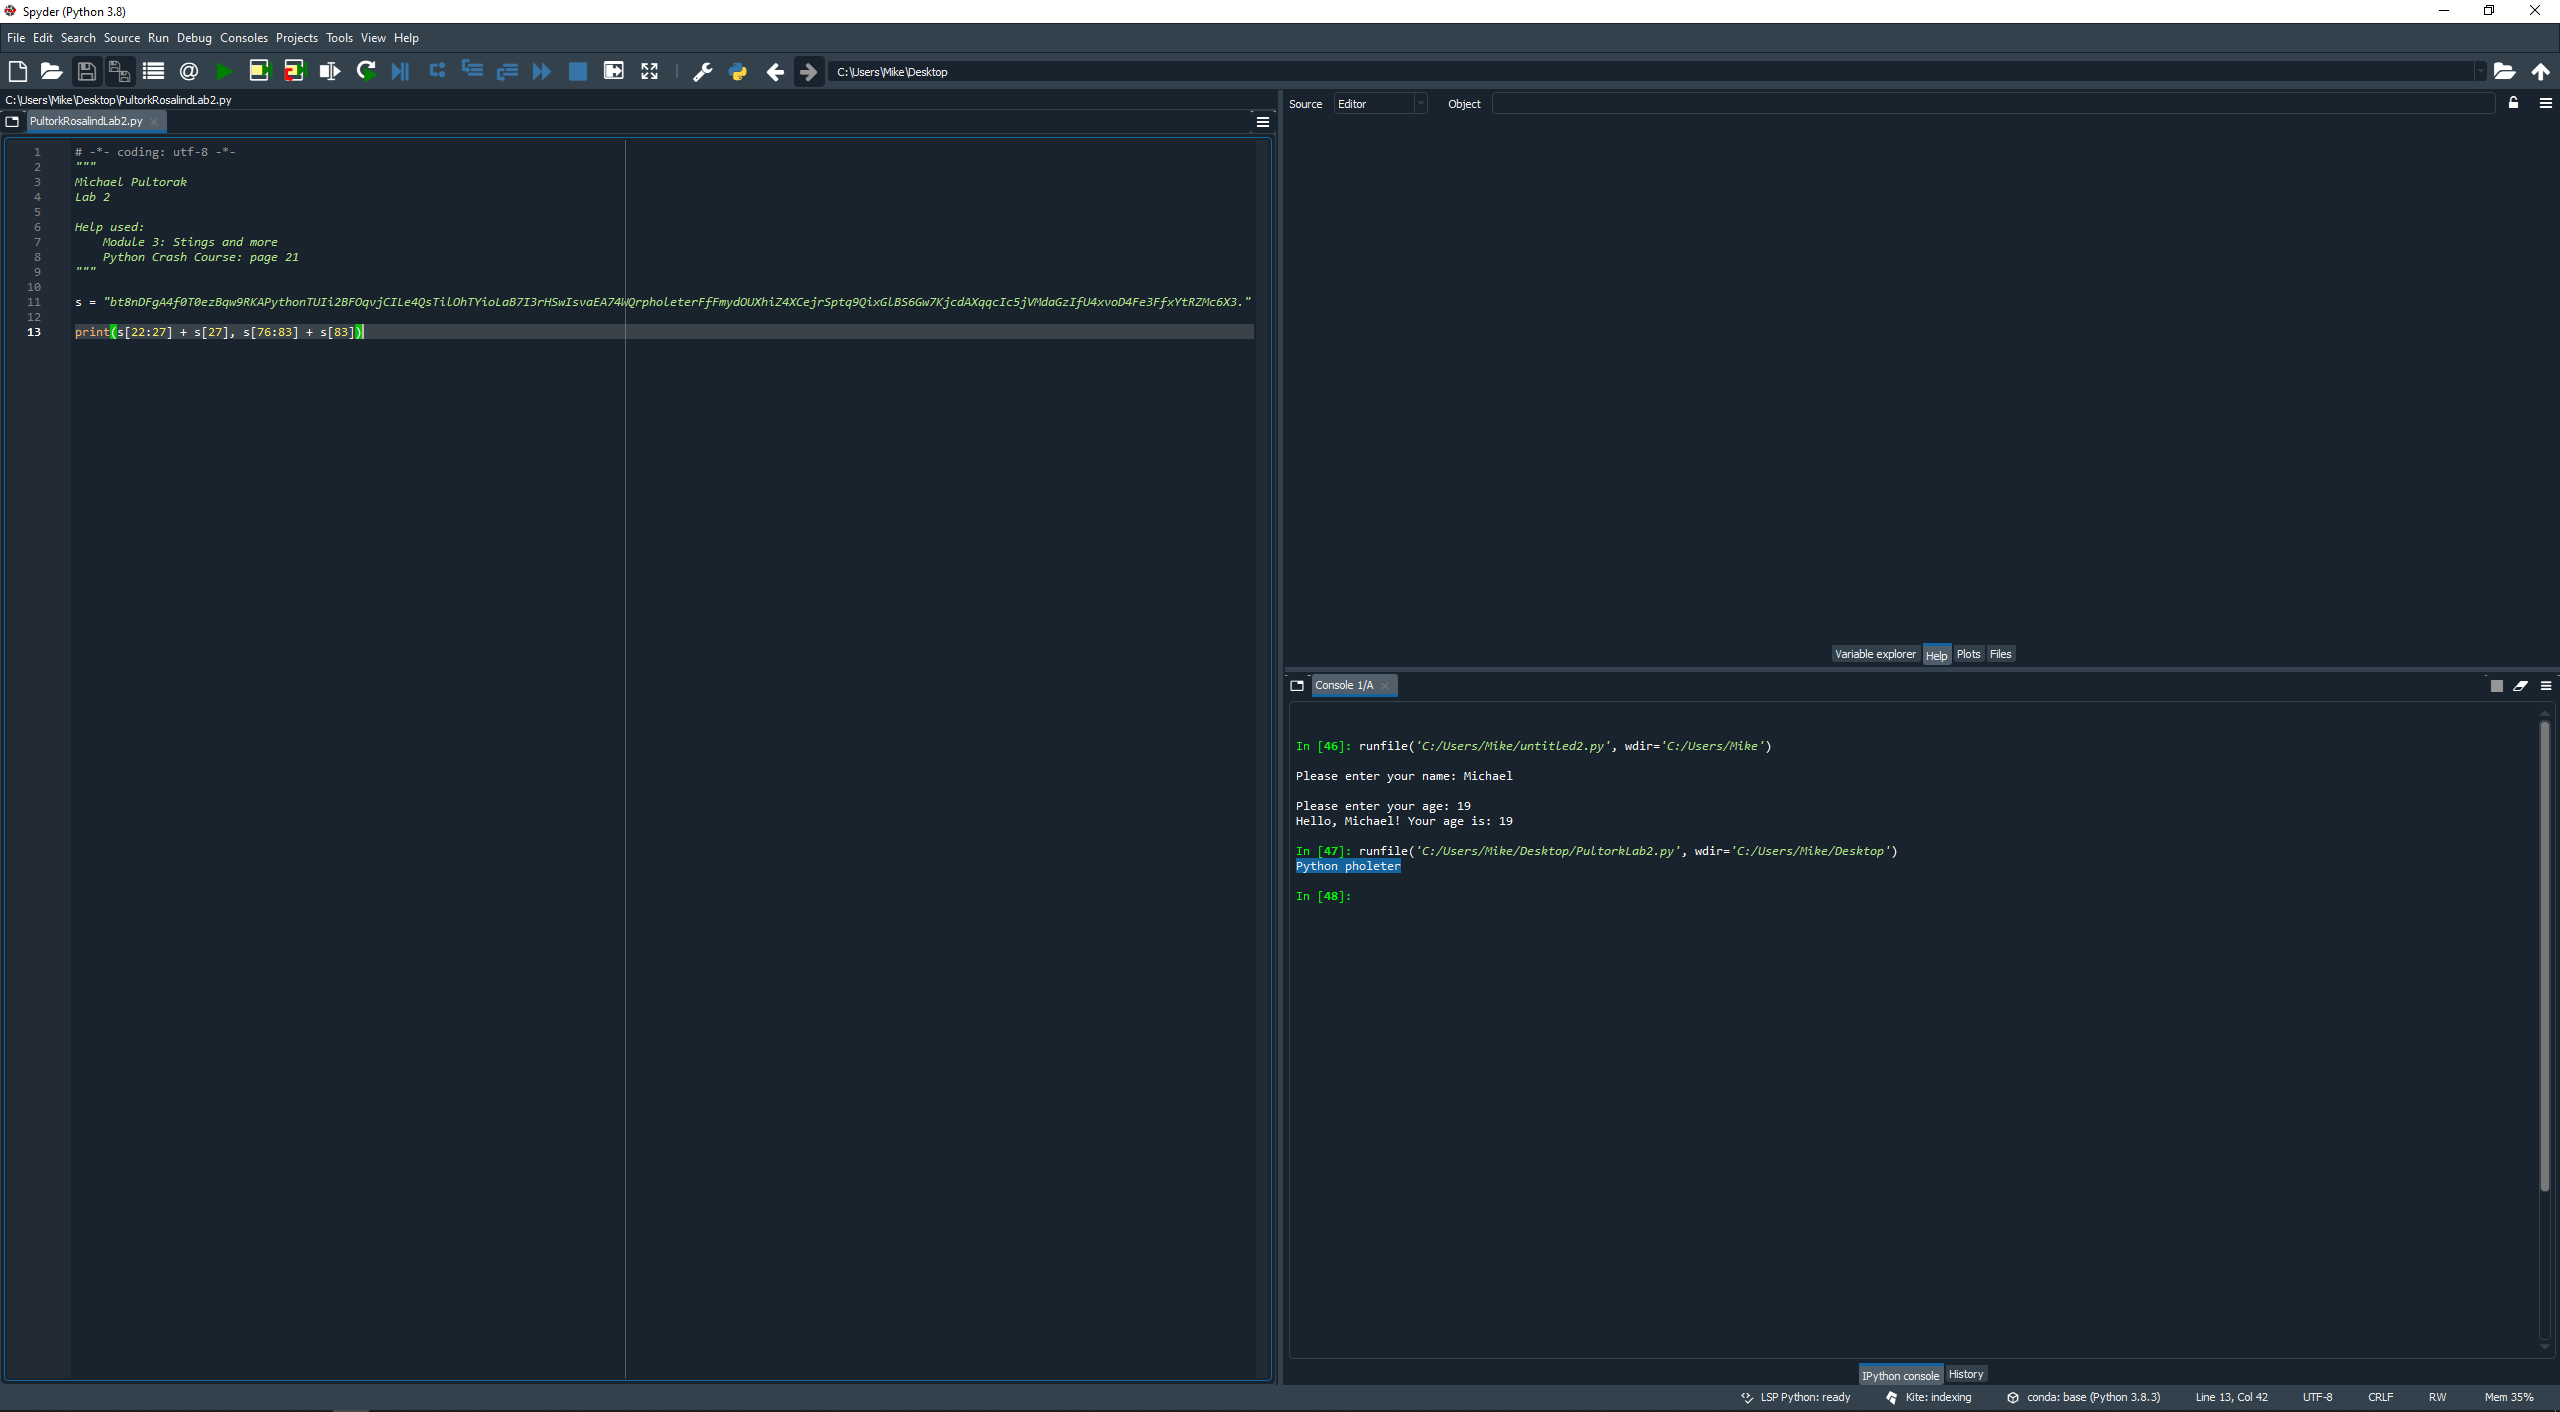 Spyder (Python 3.8)
File Edit Search Source Run Debug Consoles Projects Tools View Help
C:\Users\Mike\Desktop
C:\Users\Mike\Desktop\PultorkRosalindLab2.py
PultorkRosalindLab2.py
1 # -*- coding: utf-8 -*-
2 """
3 Michael Pultorak
4 Lab 2
5
6 Help used:
7 Module 3: Stings and more
8 Python Crash Course: page 21
9 """
10
11 s = "bt8nDFgA4f0T0ezBqw9RKAPythonTUIi2BFOqvjCILe4QsTilOhTYioLaB7I3rHSwIsvaEA74WQrpholeterFfFmydOUXhiZ4XCejrSptq9QixGlBS6Gw7KjcdAXqqcIc5jVMdaGzIfU4xvoD4Fe3FfxYtRZMc6X3."
12
13 print(s[22:27] + s[27], s[76:83] + s[83])
Source Editor Object
Variable explorer Help Plots Files
Console 1/A
In [46]: runfile('C:/Users/Mike/untitled2.py', wdir='C:/Users/Mike')
Please enter your name: Michael
Please enter your age: 19
Hello, Michael! Your age is: 19
In [47]: runfile('C:/Users/Mike/Desktop/PultorkLab2.py', wdir='C:/Users/Mike/Desktop')
Python pholeter
In [48]:
IPython console History
LSP Python: ready Kite: indexing conda: base (Python 3.8.3) Line 13, Col 42 UTF-8 CRLF RW Mem 35%